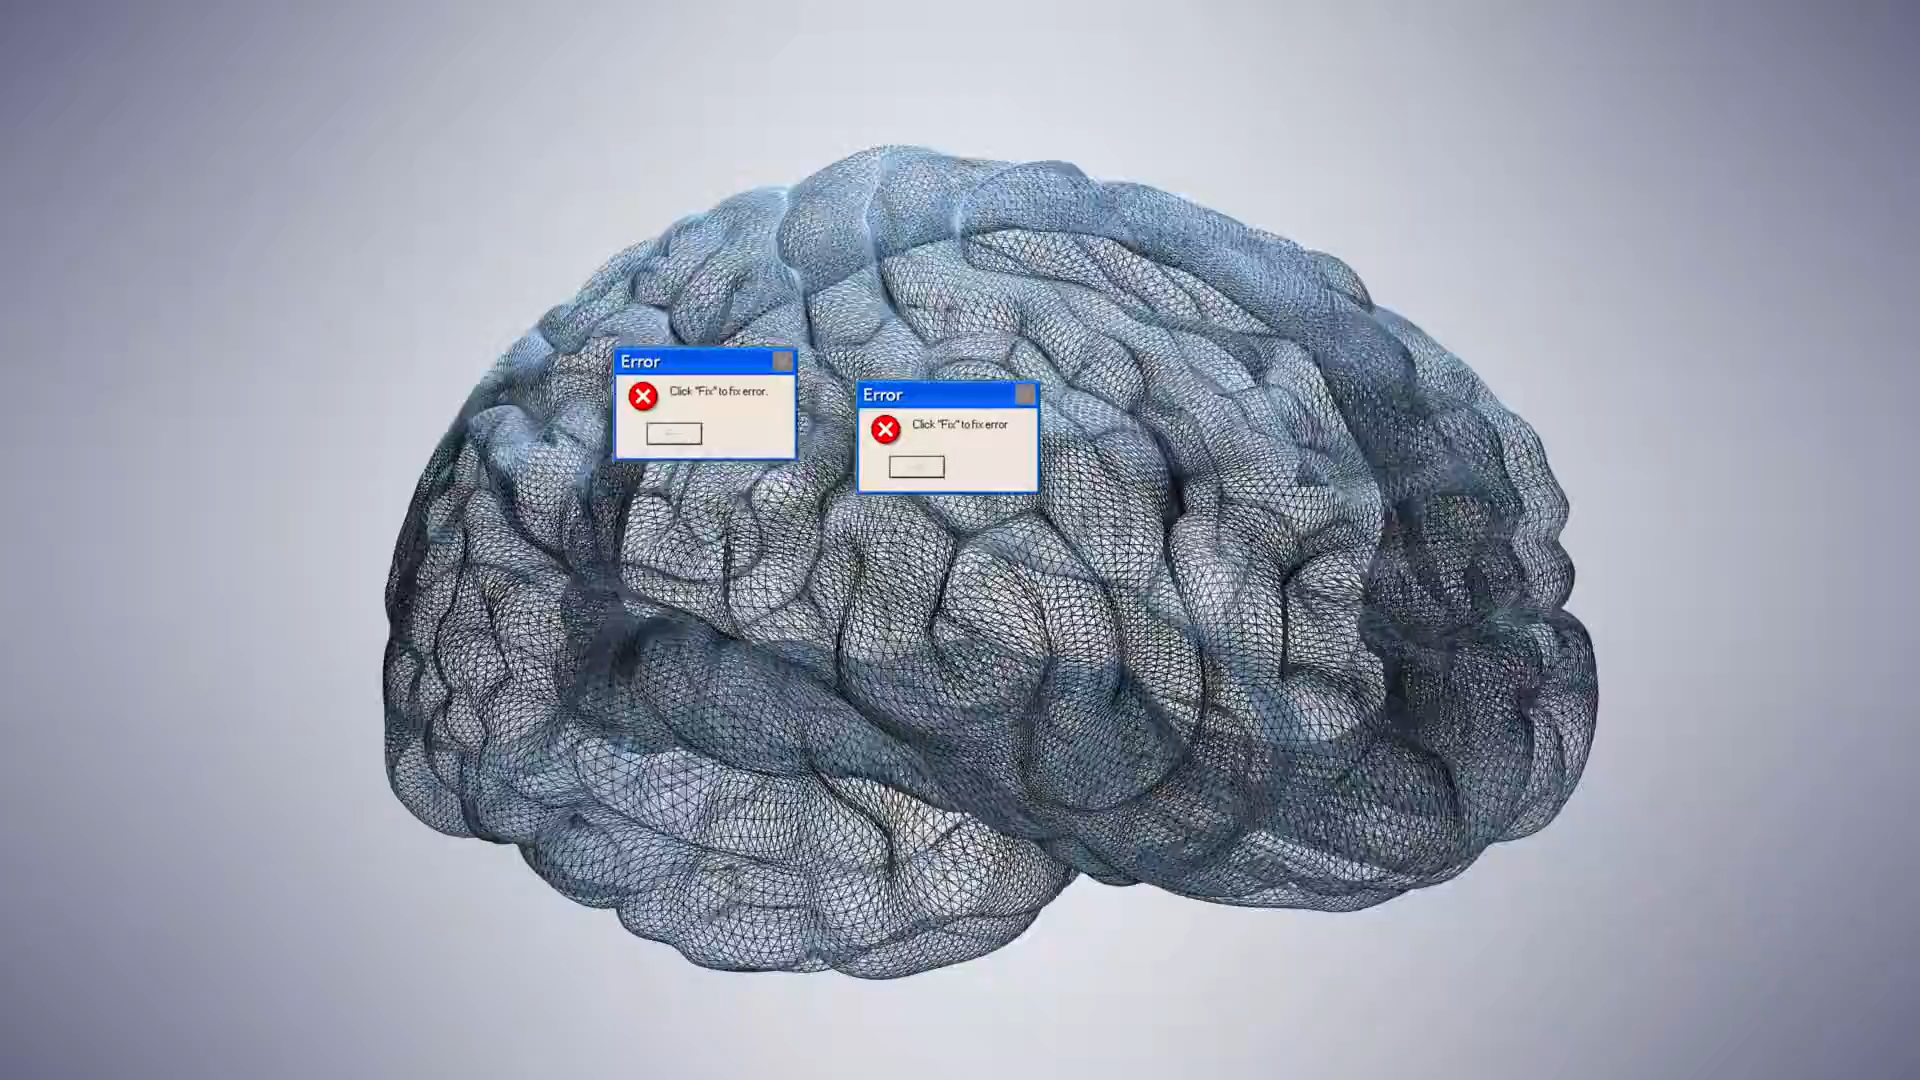 Error
Click "Fix" to fix error.
Error
Click "Fix" to fix error